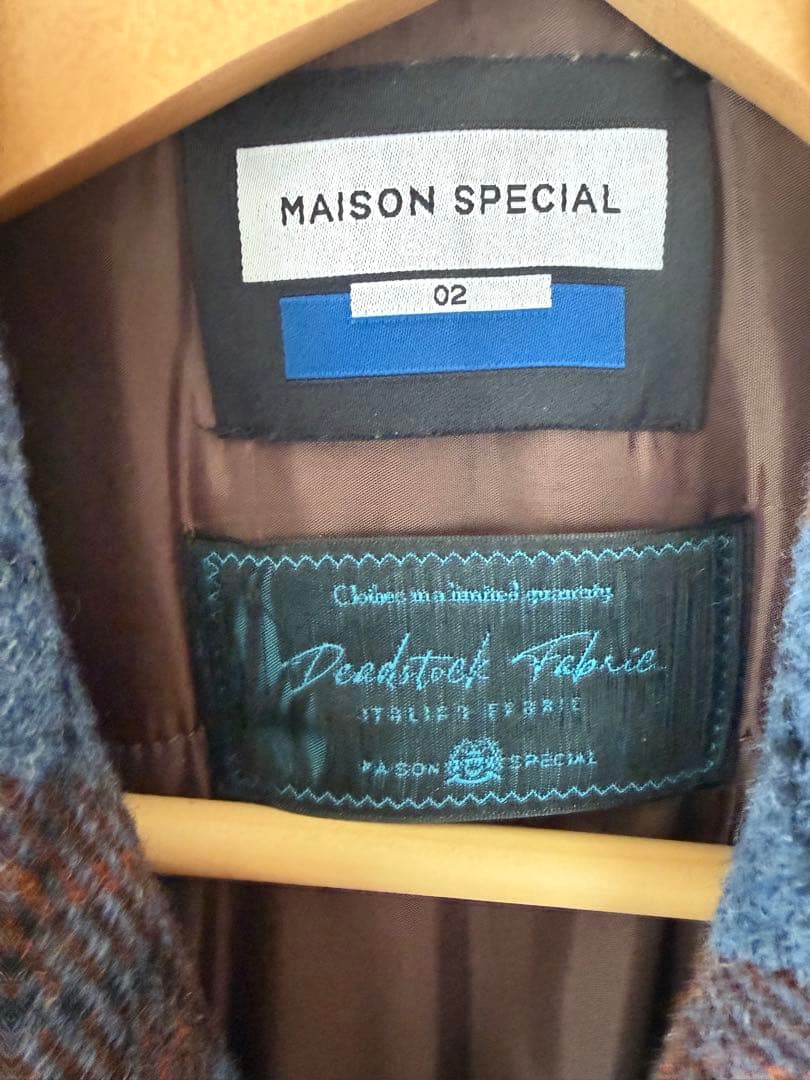 MAISON SPECIAL
02
Clothes in a limited quantity
Deadstock Fabric
ITALIAN FABRIC
MAISON SPECIAL